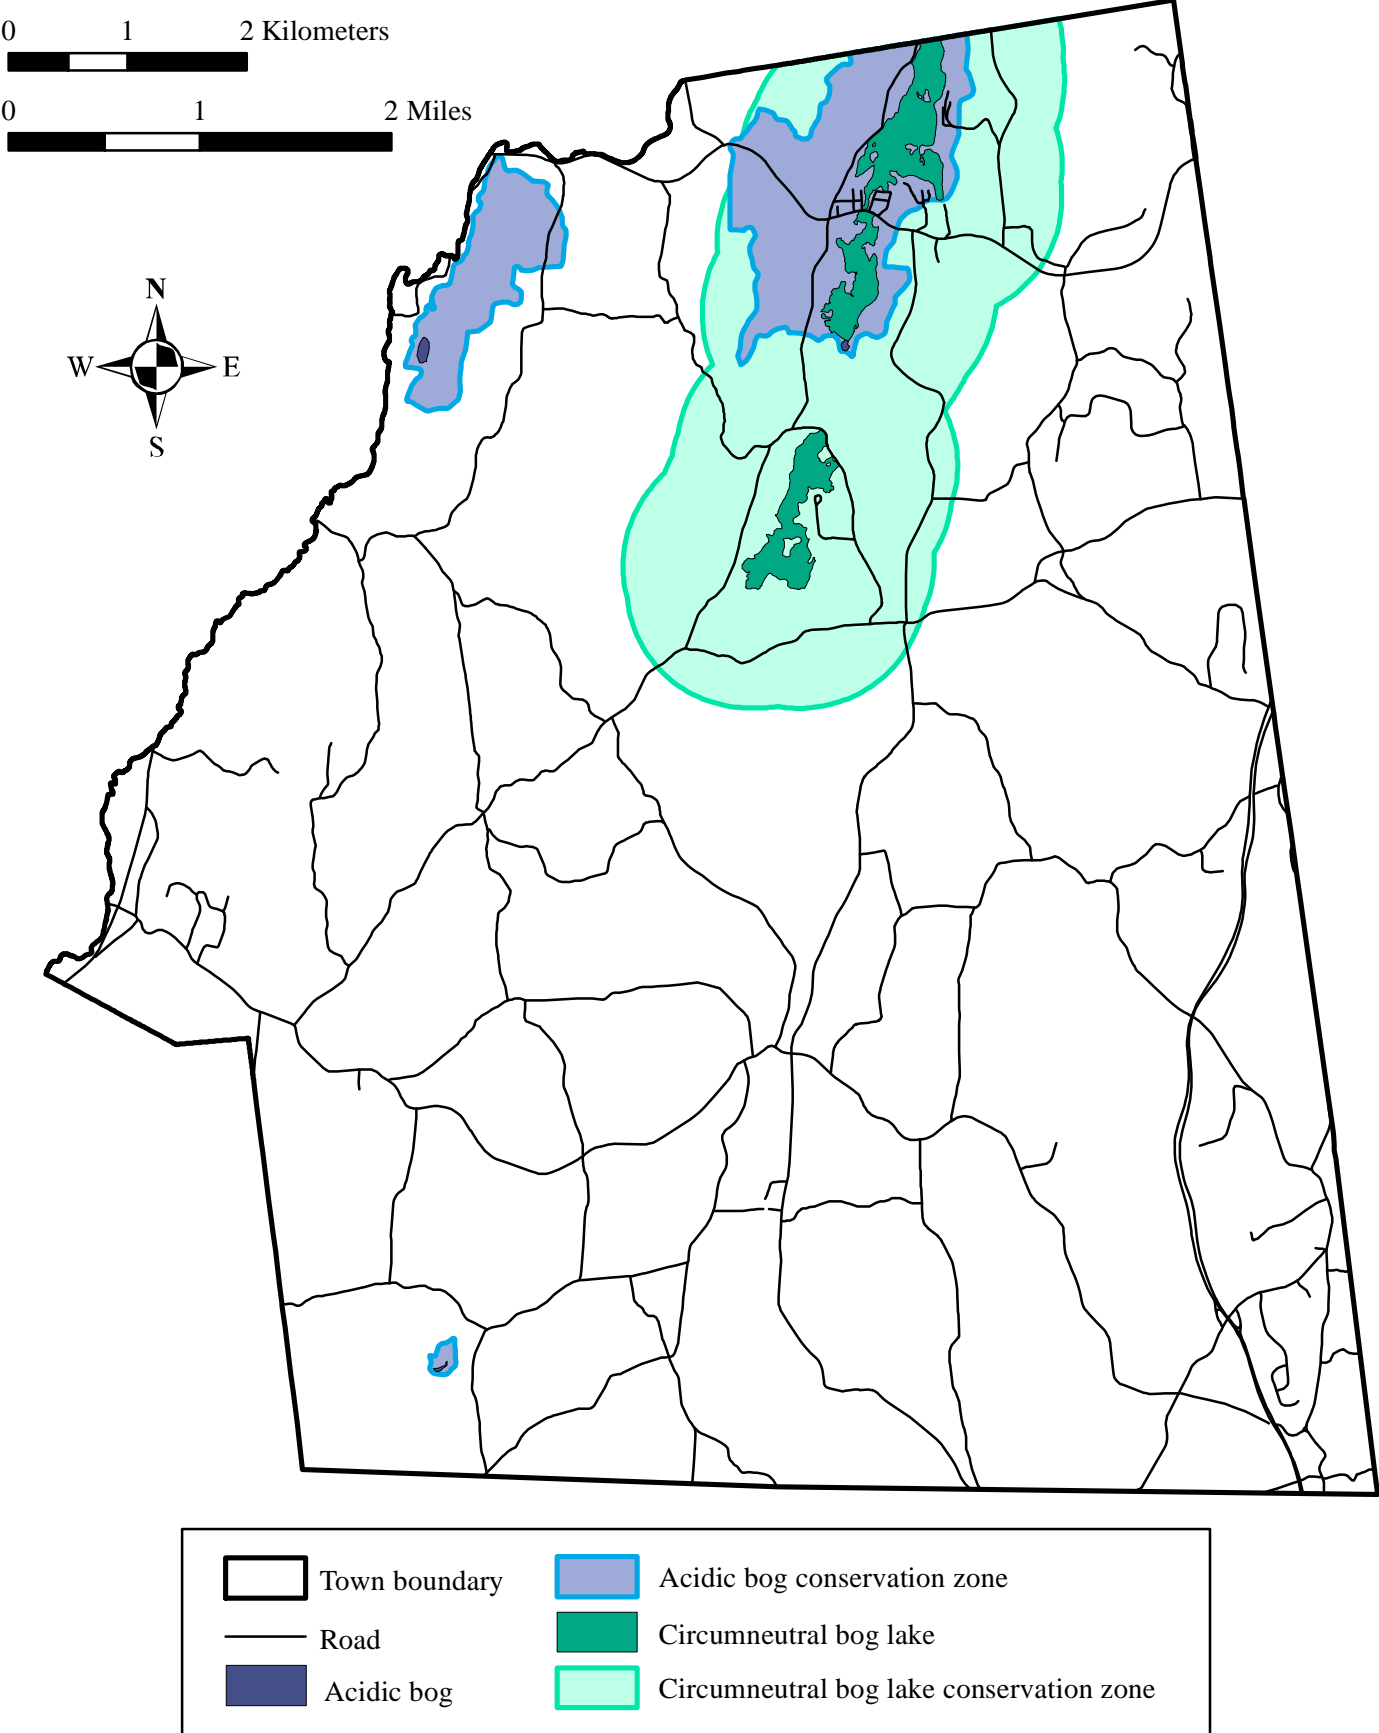 0 1 2 Kilometers
0 1 2 Miles
N
W E
S
Town boundary
Road
Acidic bog
Acidic bog conservation zone
Circumneutral bog lake
Circumneutral bog lake conservation zone